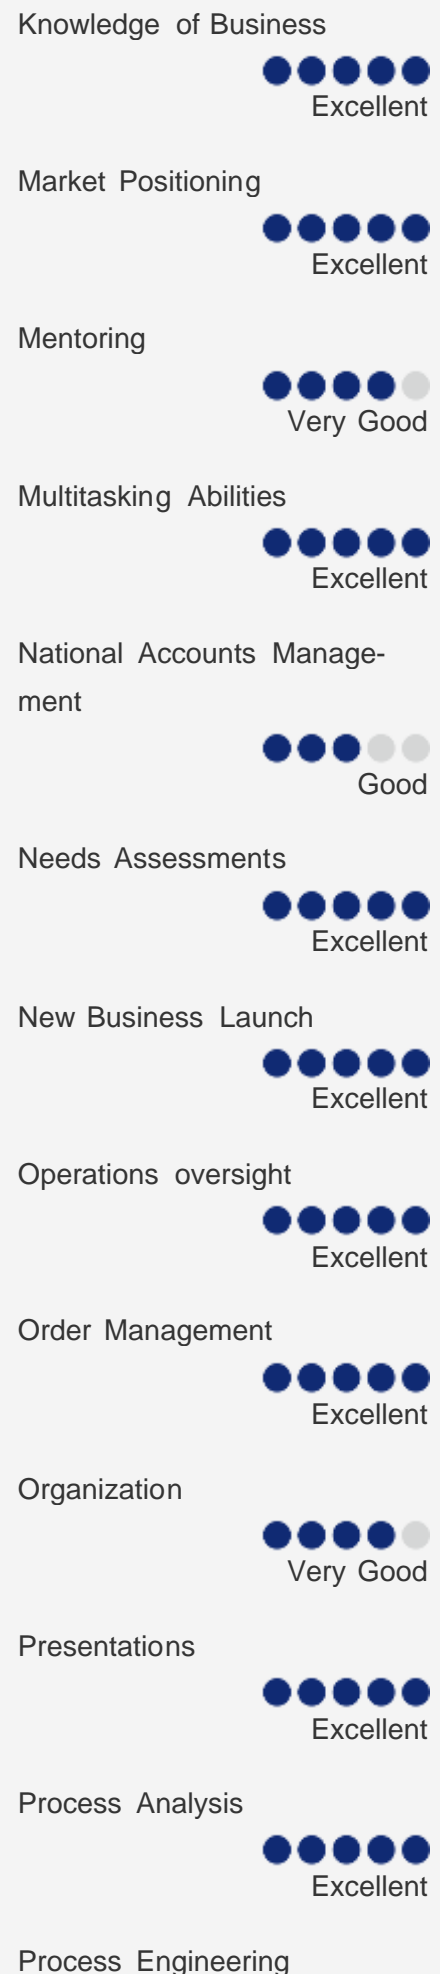 Knowledge of Business
Excellent
Market Positioning
Excellent
Mentoring
Very Good
Multitasking Abilities
Excellent
National Accounts Manage-
ment
Good
Needs Assessments
Excellent
New Business Launch
Excellent
Operations oversight
Excellent
Order Management
Excellent
Organization
Very Good
Presentations
Excellent
Process Analysis
Excellent
Process Engineering